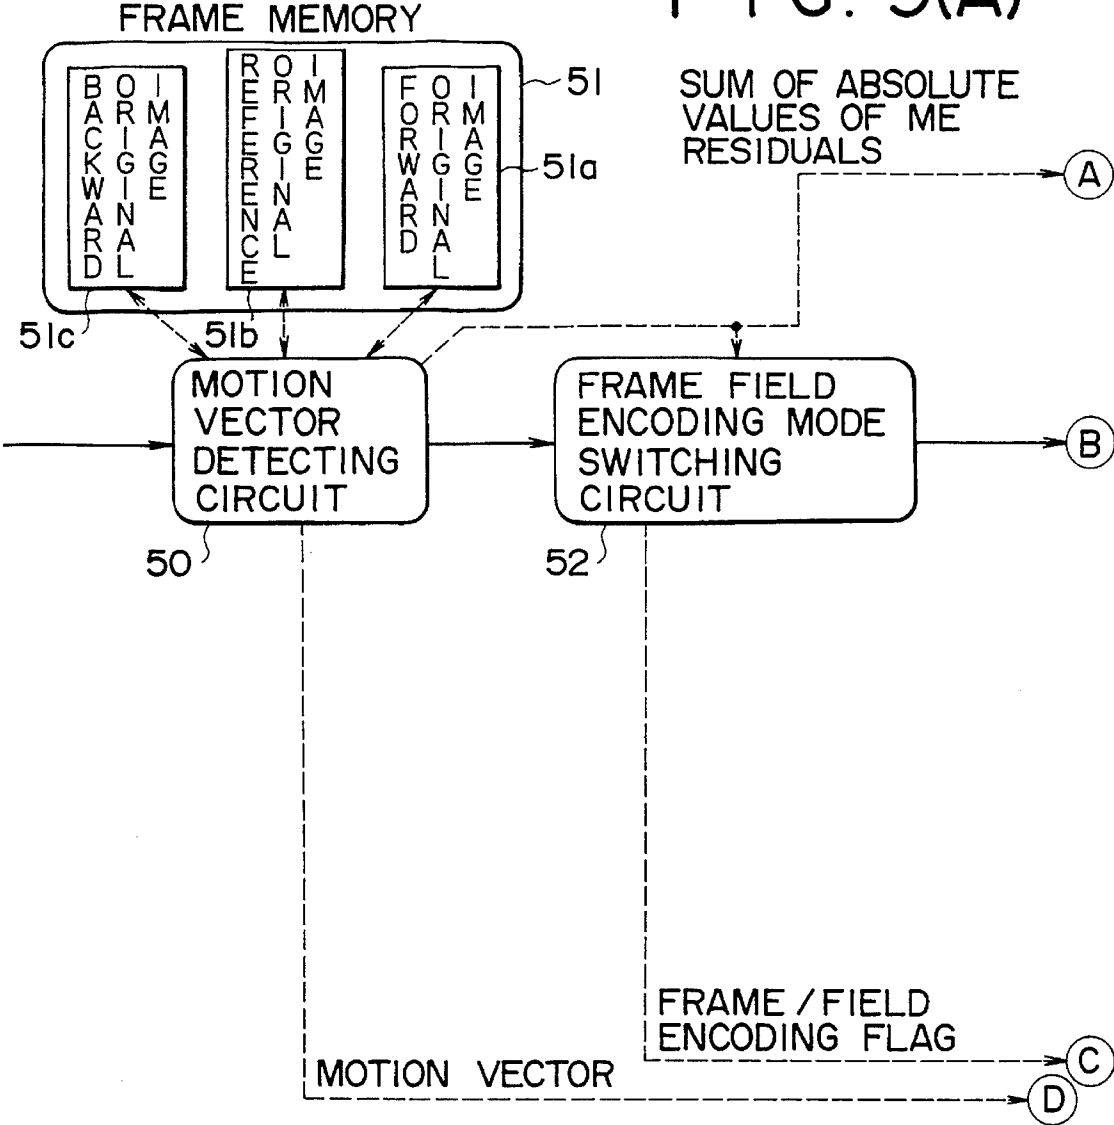 FIG. 5(A)
FRAME MEMORY
BACKWARD
ORIGINAL
IMAGE
REFERENCE
ORIGINAL
IMAGE
FORWARD
ORIGINAL
IMAGE
51
51a
51c
51b
SUM OF ABSOLUTE
VALUES OF ME
RESIDUALS
A
MOTION
VECTOR
DETECTING
CIRCUIT
FRAME FIELD
ENCODING MODE
SWITCHING
CIRCUIT
B
50
52
FRAME/FIELD
ENCODING FLAG
C
MOTION VECTOR
D